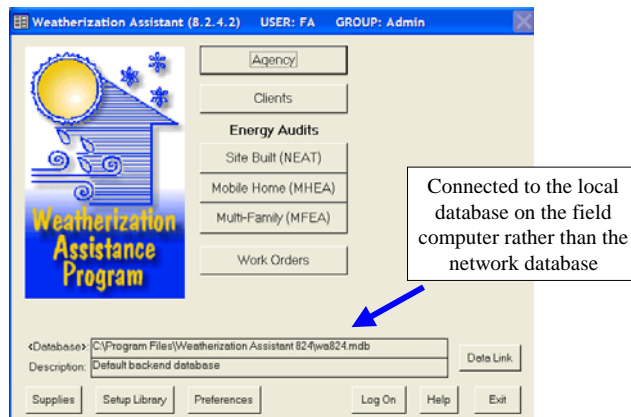 Weatherization Assistant (8.2.4.2) USER: FA GROUP: Admin
Weatherization
Assistance
Program
Agency
Clients
Energy Audits
Site Built (NEAT)
Mobile Home (MHEA)
Multi-Family (MFEA)
Work Orders
Connected to the local
database on the field
computer rather than the
network database
<Database>: C:\Program Files\Weatherization Assistant 824\wa824.mdb
Description: Default backend database
Data Link
Supplies Setup Library Preferences Log On Help Exit